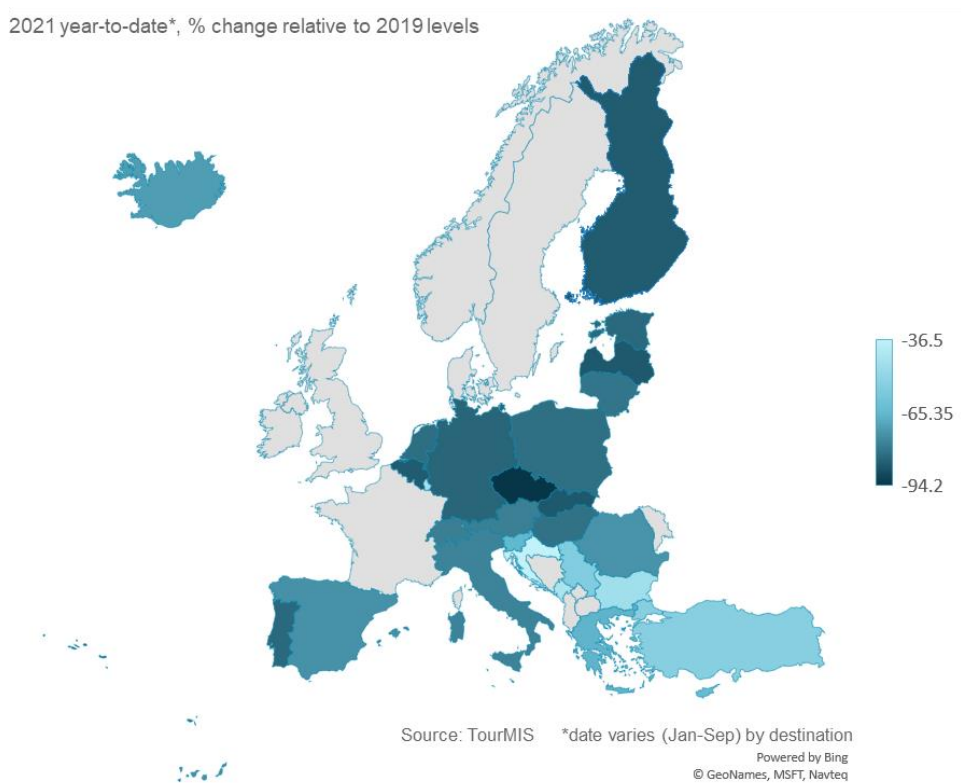 2021 year-to-date*, % change relative to 2019 levels
-36.5
-65.35
-94.2
Source: TourMIS *date varies (Jan-Sep) by destination
Powered by Bing
© GeoNames, MSFT, Navteq